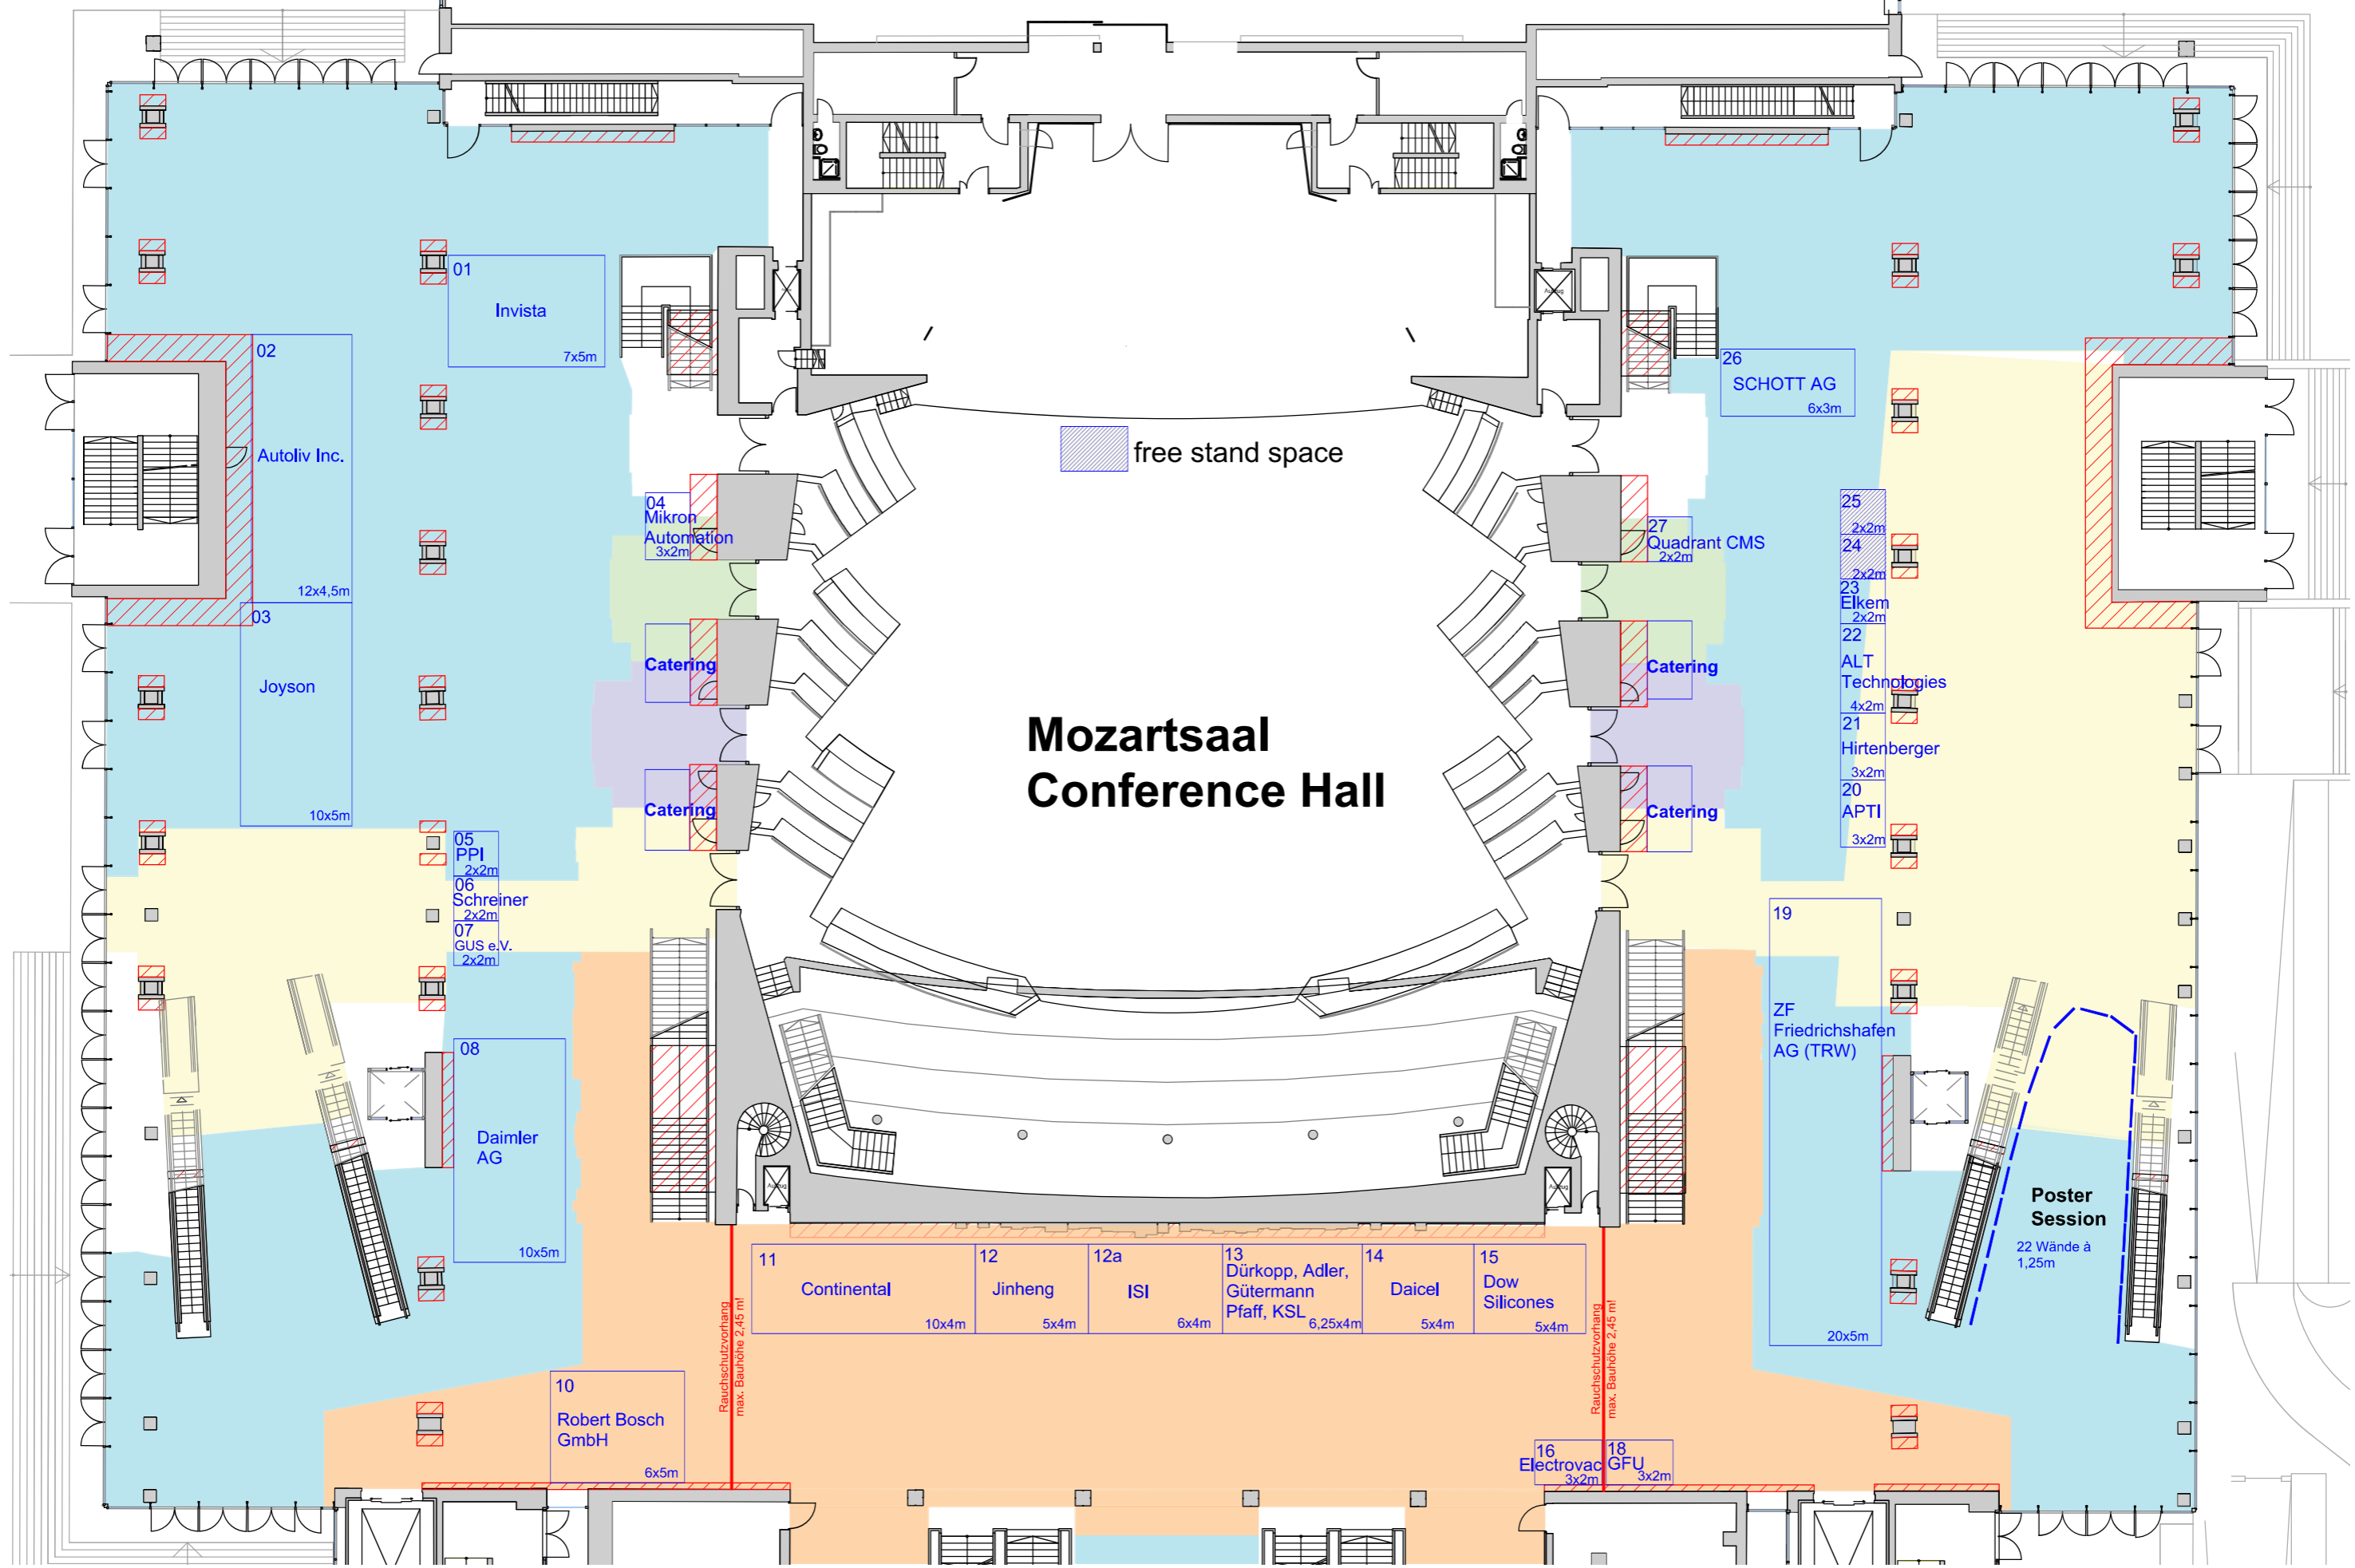 01
Invista
7x5m
02
Autoliv Inc.
12x4,5m
03
Joyson
10x5m
04
Mikron
Automation
3x2m
Catering
Catering
05
PPI
2x2m
06
Schreiner
2x2m
07
GUS e.V.
2x2m
08
Daimler
AG
10x5m
10
Robert Bosch
GmbH
6x5m
free stand space
Mozartsaal
Conference Hall
Aufzug
Aufzug
Aufzug
Rauchschutzvorhang
max. Bauhöhe 2,45 m!
11
Continental
10x4m
12
Jinheng
5x4m
12a
ISI
6x4m
13
Dürkopp, Adler,
Gütermann
Pfaff, KSL
6,25x4m
14
Daicel
5x4m
15
Dow
Silicones
5x4m
Rauchschutzvorhang
max. Bauhöhe 2,45 m!
16
Electrovac
3x2m
18
GFU
3x2m
26
SCHOTT AG
6x3m
27
Quadrant CMS
2x2m
Catering
Catering
25
2x2m
24
2x2m
23
Elkem
2x2m
22
ALT
Technologies
4x2m
21
Hirtenberger
3x2m
20
APTI
3x2m
19
ZF
Friedrichshafen
AG (TRW)
20x5m
Poster
Session
22 Wände à
1,25m